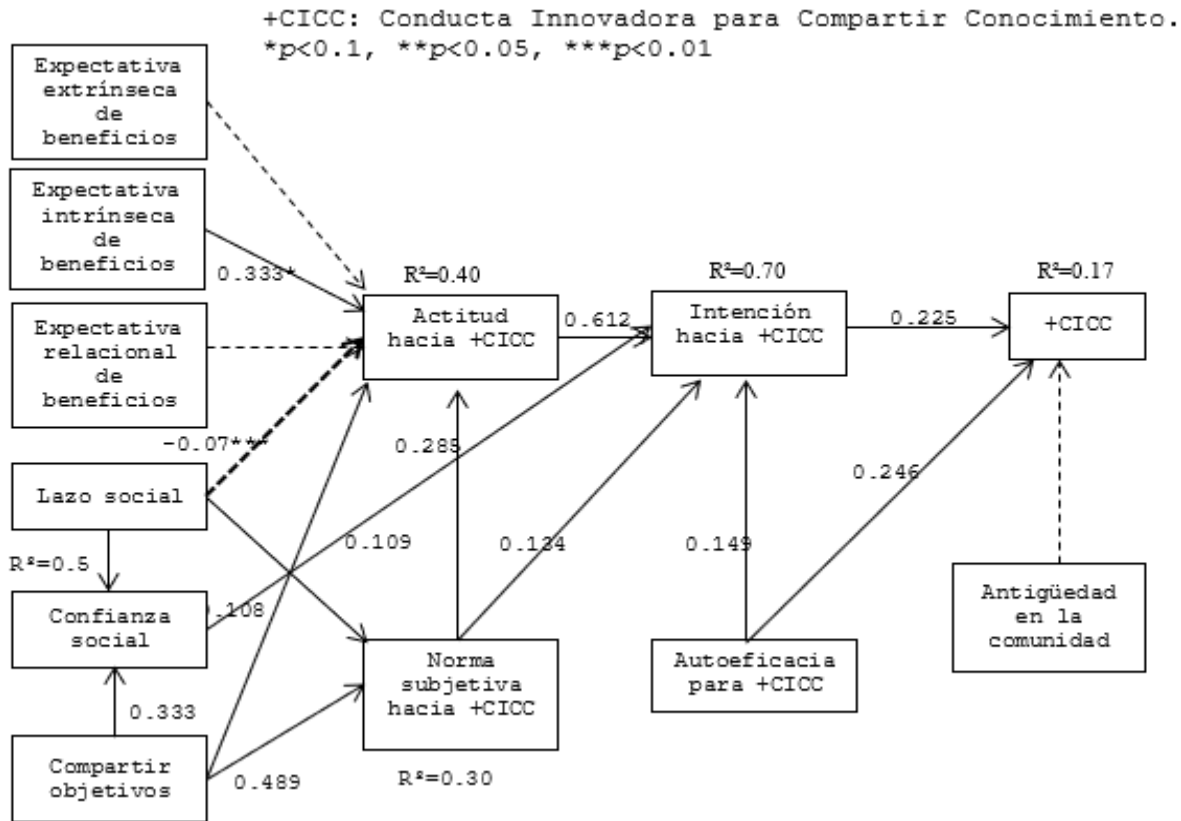 +CICC: Conducta Innovadora para Compartir Conocimiento.
*p<0.1, **p<0.05, ***p<0.01
Expectativa
extrínseca
de
beneficios
Expectativa
intrínseca
de
beneficios
0.333*
Expectativa
relacional
de
beneficios
R²=0.40
Actitud
hacia +CICC
0.612
R²=0.70
Intención
hacia +CICC
0.225
R²=0.17
+CICC
-0.07***
0.285
0.246
Lazo social
0.109
0.134
0.149
R²=0.5
Confianza
social
0.108
Norma
subjetiva
hacia +CICC
Autoeficacia
para +CICC
Antigüedad
en la
comunidad
0.333
Compartir
objetivos
0.489
R²=0.30